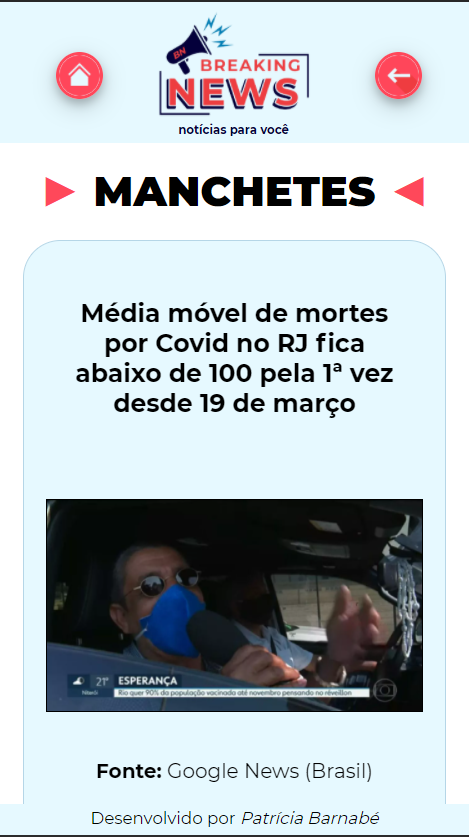 BN
BREAKING
NEWS
notícias para você
MANCHETES
Média móvel de mortes
por Covid no RJ fica
abaixo de 100 pela 1ª vez
desde 19 de março
21° ESPERANÇA
Niterói Rio quer 90% da população vacinada até novembro pensando no réveillon
Fonte: Google News (Brasil)
Desenvolvido por Patrícia Barnabé